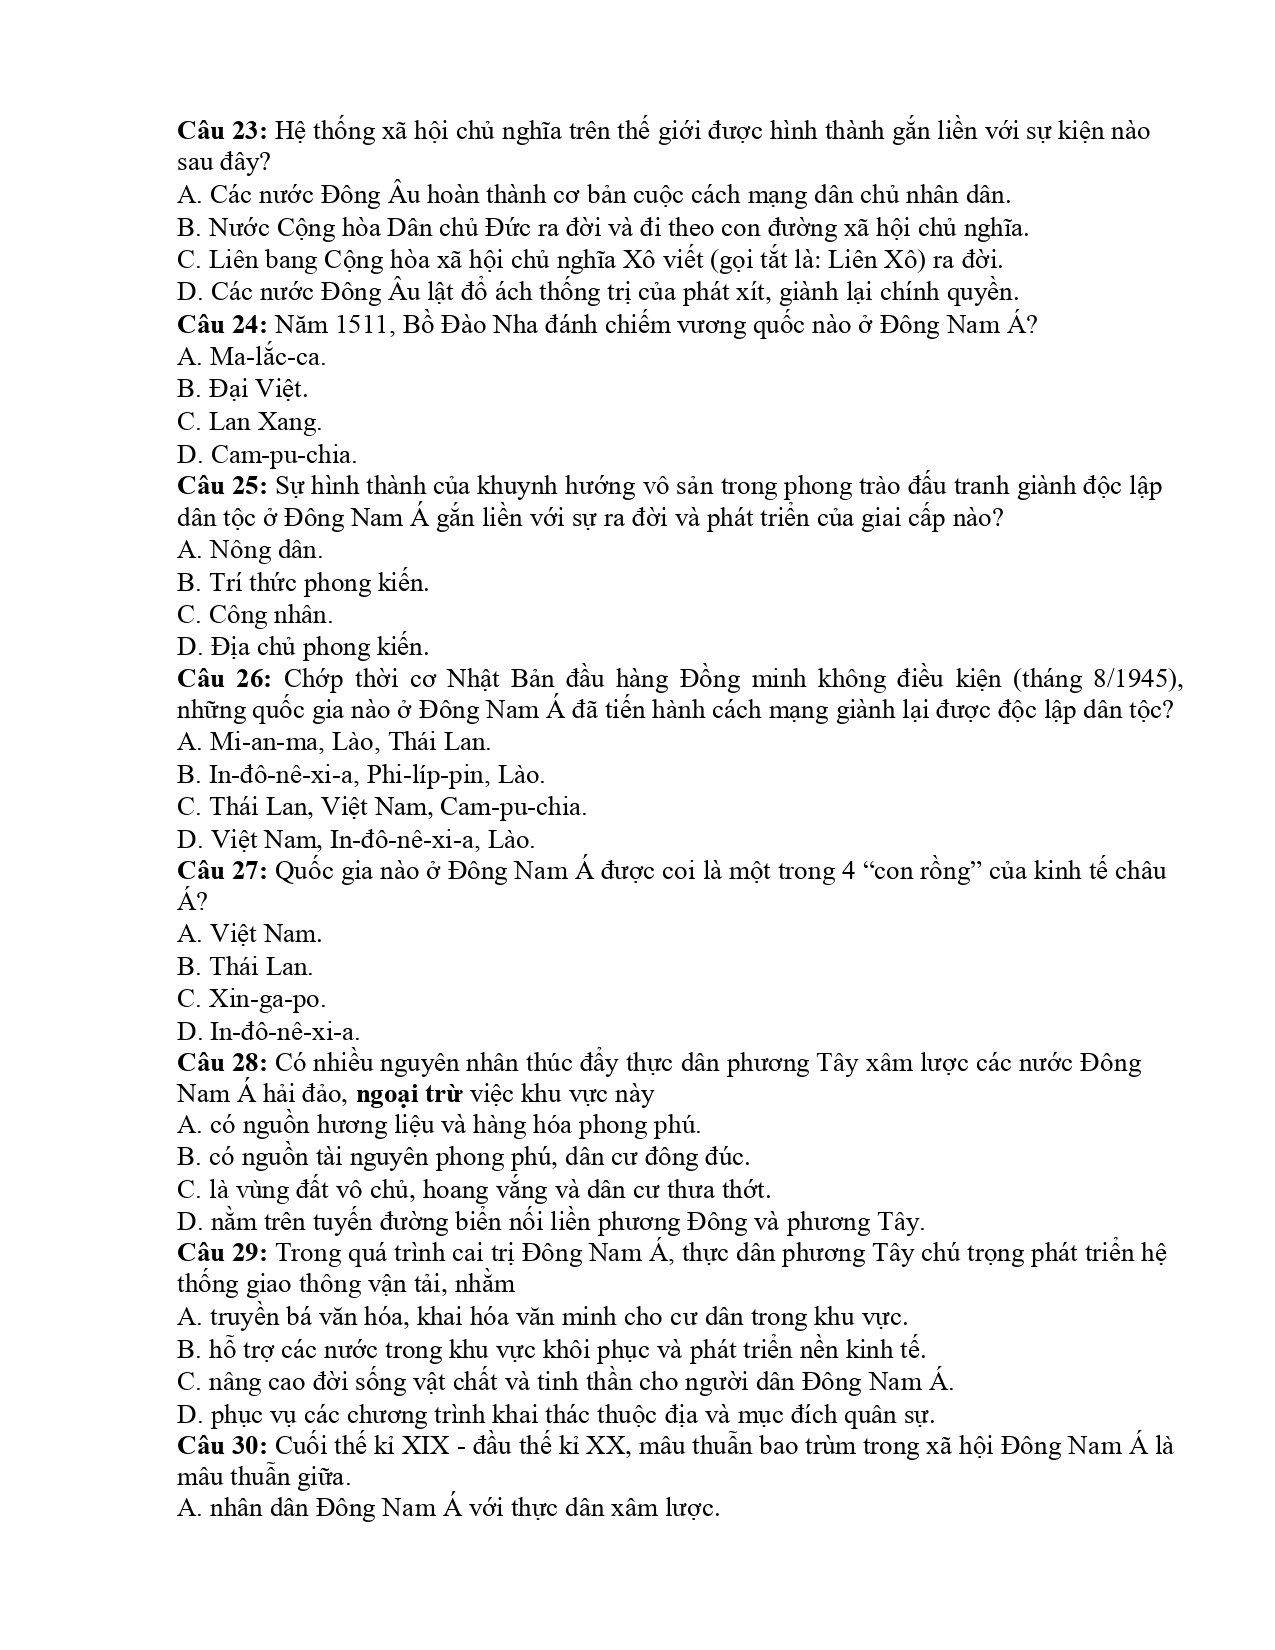 Câu 23: Hệ thống xã hội chủ nghĩa trên thế giới được hình thành gắn liền với sự kiện nào
sau đây?
A. Các nước Đông Âu hoàn thành cơ bản cuộc cách mạng dân chủ nhân dân.
B. Nước Cộng hòa Dân chủ Đức ra đời và đi theo con đường xã hội chủ nghĩa.
C. Liên bang Cộng hòa xã hội chủ nghĩa Xô viết (gọi tắt là: Liên Xô) ra đời.
D. Các nước Đông Âu lật đổ ách thống trị của phát xít, giành lại chính quyền.
Câu 24: Năm 1511, Bồ Đào Nha đánh chiếm vương quốc nào ở Đông Nam Á?
A. Ma-lắc-ca.
B. Đại Việt.
C. Lan Xang.
D. Cam-pu-chia.
Câu 25: Sự hình thành của khuynh hướng vô sản trong phong trào đấu tranh giành độc lập
dân tộc ở Đông Nam Á gắn liền với sự ra đời và phát triển của giai cấp nào?
A. Nông dân.
B. Trí thức phong kiến.
C. Công nhân.
D. Địa chủ phong kiến.
Câu 26: Chớp thời cơ Nhật Bản đầu hàng Đồng minh không điều kiện (tháng 8/1945),
những quốc gia nào ở Đông Nam Á đã tiến hành cách mạng giành lại được độc lập dân tộc?
A. Mi-an-ma, Lào, Thái Lan.
B. In-đô-nê-xi-a, Phi-líp-pin, Lào.
C. Thái Lan, Việt Nam, Cam-pu-chia.
D. Việt Nam, In-đô-nê-xi-a, Lào.
Câu 27: Quốc gia nào ở Đông Nam Á được coi là một trong 4 “con rồng” của kinh tế châu
Á?
A. Việt Nam.
B. Thái Lan.
C. Xin-ga-po.
D. In-đô-nê-xi-a.
Câu 28: Có nhiều nguyên nhân thúc đẩy thực dân phương Tây xâm lược các nước Đông
Nam Á hải đảo, ngoại trừ việc khu vực này
A. có nguồn hương liệu và hàng hóa phong phú.
B. có nguồn tài nguyên phong phú, dân cư đông đúc.
C. là vùng đất vô chủ, hoang vắng và dân cư thưa thớt.
D. nằm trên tuyến đường biển nối liền phương Đông và phương Tây.
Câu 29: Trong quá trình cai trị Đông Nam Á, thực dân phương Tây chú trọng phát triển hệ
thống giao thông vận tải, nhằm
A. truyền bá văn hóa, khai hóa văn minh cho cư dân trong khu vực.
B. hỗ trợ các nước trong khu vực khôi phục và phát triển nền kinh tế.
C. nâng cao đời sống vật chất và tinh thần cho người dân Đông Nam Á.
D. phục vụ các chương trình khai thác thuộc địa và mục đích quân sự.
Câu 30: Cuối thế kỉ XIX - đầu thế kỉ XX, mâu thuẫn bao trùm trong xã hội Đông Nam Á là
mâu thuẫn giữa.
A. nhân dân Đông Nam Á với thực dân xâm lược.